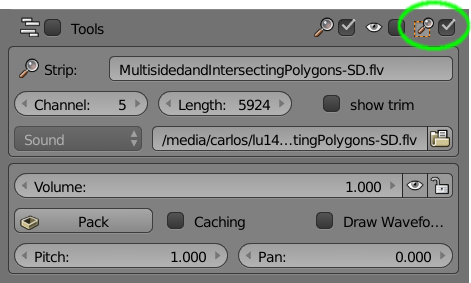 Tools
Strip: MultisidedandIntersectingPolygons-SD.flv
Channel: 5 Length: 5924 show trim
Sound /media/carlos/lu14...tingPolygons-SD.flv
Volume: 1.000
Pack Caching Draw Wavefo...
Pitch: 1.000 Pan: 0.000